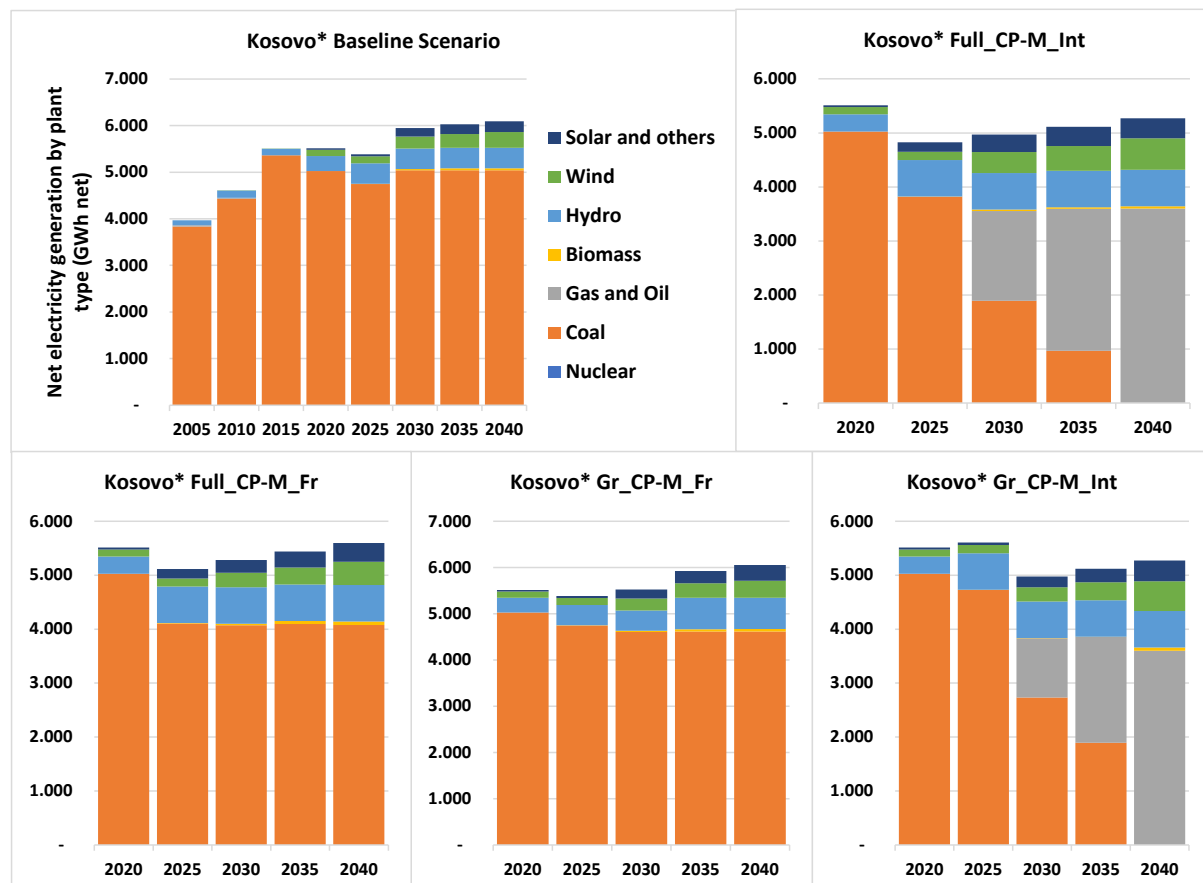 Kosovo* Baseline Scenario
Net electricity generation by plant
type (GWh net)
7.000
6.000
5.000
4.000
3.000
2.000
1.000
-
2005 2010 2015 2020 2025 2030 2035 2040
Solar and others
Wind
Hydro
Biomass
Gas and Oil
Coal
Nuclear
Kosovo* Full_CP-M_Int
6.000
5.000
4.000
3.000
2.000
1.000
-
2020 2025 2030 2035 2040
Kosovo* Full_CP-M_Fr
6.000
5.000
4.000
3.000
2.000
1.000
-
2020 2025 2030 2035 2040
Kosovo* Gr_CP-M_Fr
7.000
6.000
5.000
4.000
3.000
2.000
1.000
-
2020 2025 2030 2035 2040
Kosovo* Gr_CP-M_Int
6.000
5.000
4.000
3.000
2.000
1.000
-
2020 2025 2030 2035 2040